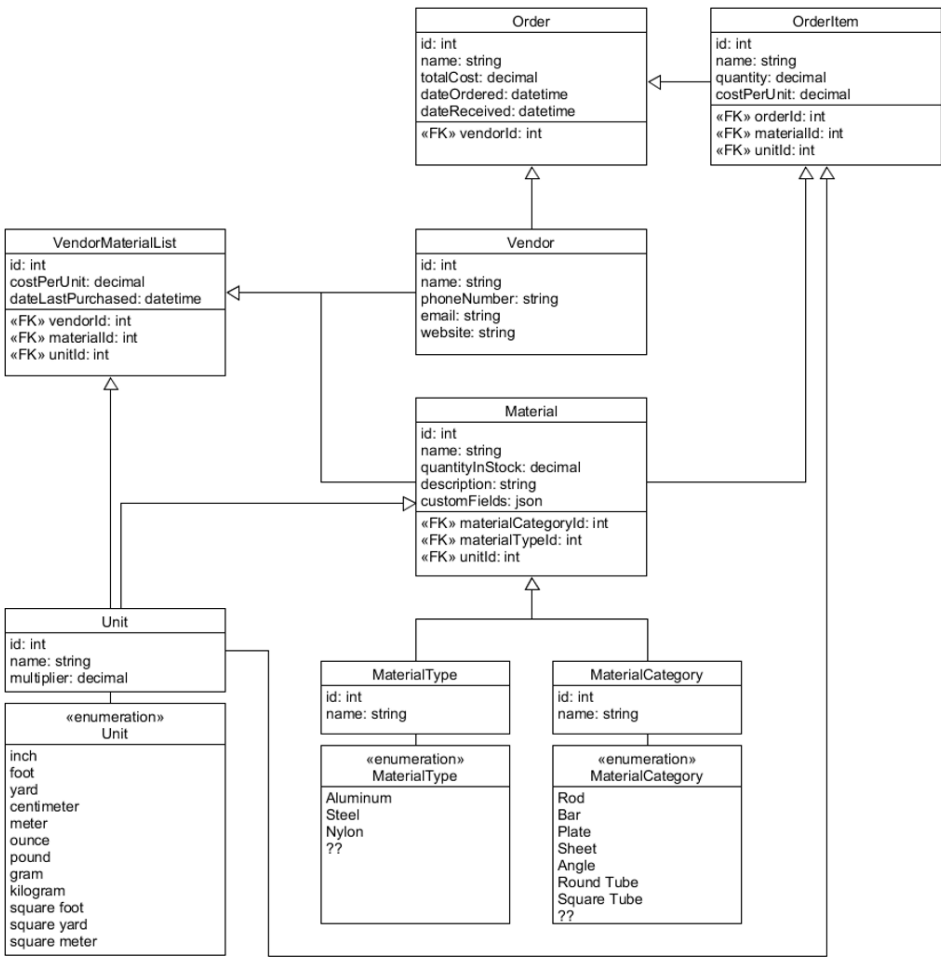 Order
id: int
name: string
totalCost: decimal
dateOrdered: datetime
dateReceived: datetime
«FK» vendorId: int
OrderItem
id: int
name: string
quantity: decimal
costPerUnit: decimal
«FK» orderId: int
«FK» materialId: int
«FK» unitId: int
VendorMaterialList
id: int
costPerUnit: decimal
dateLastPurchased: datetime
«FK» vendorId: int
«FK» materialId: int
«FK» unitId: int
Vendor
id: int
name: string
phoneNumber: string
email: string
website: string
Material
id: int
name: string
quantityInStock: decimal
description: string
customFields: json
«FK» materialCategoryId: int
«FK» materialTypeId: int
«FK» unitId: int
Unit
id: int
name: string
multiplier: decimal
«enumeration»
Unit
inch
foot
yard
centimeter
meter
ounce
pound
gram
kilogram
square foot
square yard
square meter
MaterialType
id: int
name: string
«enumeration»
MaterialType
Aluminum
Steel
Nylon
??
MaterialCategory
id: int
name: string
«enumeration»
MaterialCategory
Rod
Bar
Plate
Sheet
Angle
Round Tube
Square Tube
??